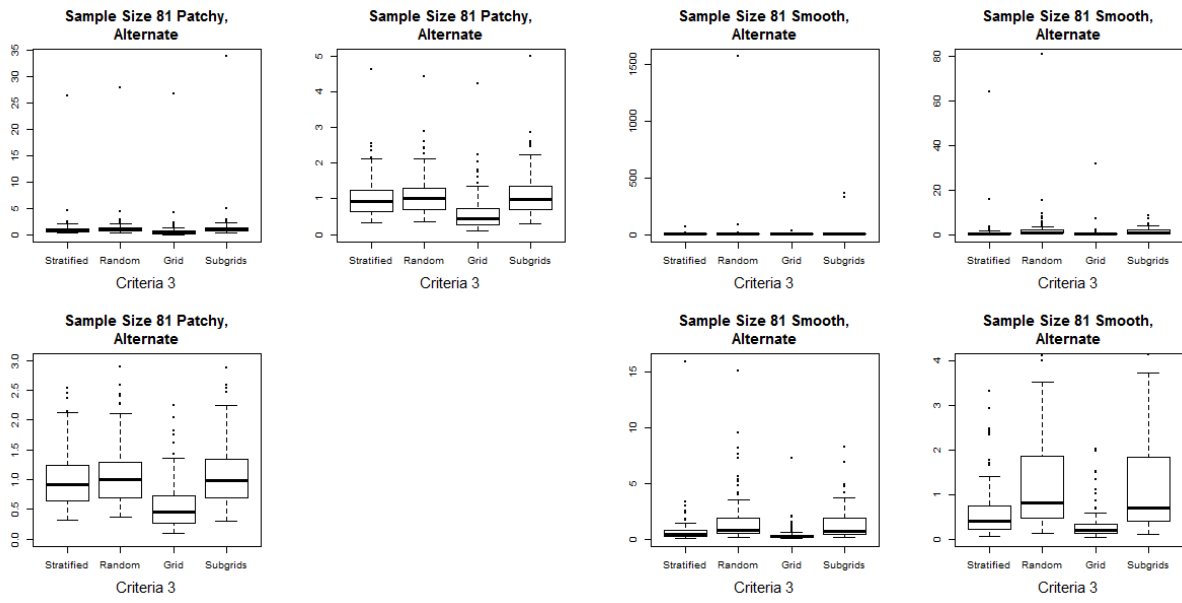 Sample Size 81 Patchy,
Alternate
35
30
25
20
15
10
5
0
Stratified Random Grid Subgrids
Criteria 3
Sample Size 81 Patchy,
Alternate
5
4
3
2
1
0
Stratified Random Grid Subgrids
Criteria 3
Sample Size 81 Smooth,
Alternate
1500
1000
500
0
Stratified Random Grid Subgrids
Criteria 3
Sample Size 81 Smooth,
Alternate
80
60
40
20
0
Stratified Random Grid Subgrids
Criteria 3
Sample Size 81 Patchy,
Alternate
3.0
2.5
2.0
1.5
1.0
0.5
0.0
Stratified Random Grid Subgrids
Criteria 3
Sample Size 81 Smooth,
Alternate
15
10
5
0
Stratified Random Grid Subgrids
Criteria 3
Sample Size 81 Smooth,
Alternate
4
3
2
1
0
Stratified Random Grid Subgrids
Criteria 3